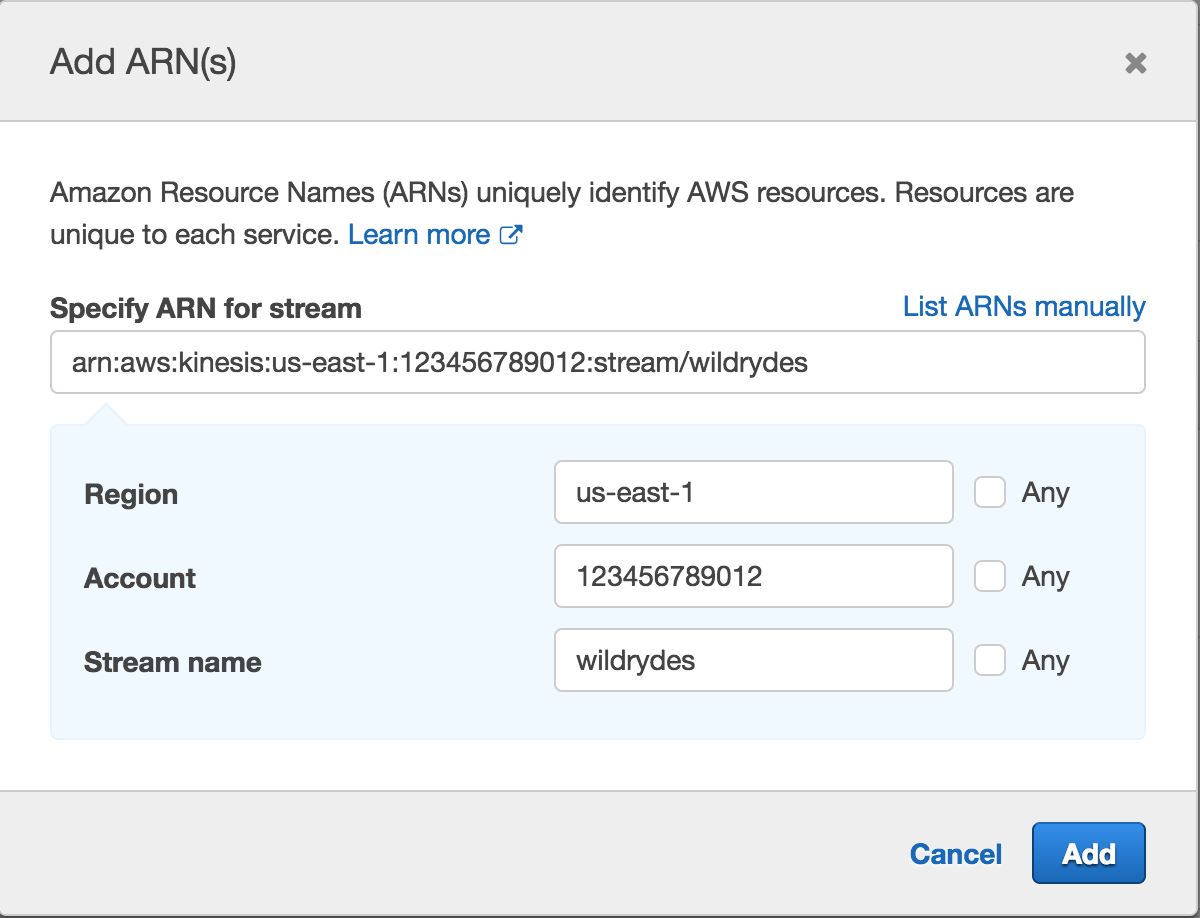 Add ARN(s)
Amazon Resource Names (ARNs) uniquely identify AWS resources. Resources are
unique to each service. Learn more
Specify ARN for stream
List ARNs manually
arn:aws:kinesis:us-east-1:123456789012:stream/wildrydes
Region
us-east-1
Any
Account
123456789012
Any
Stream name
wildrydes
Any
Cancel
Add